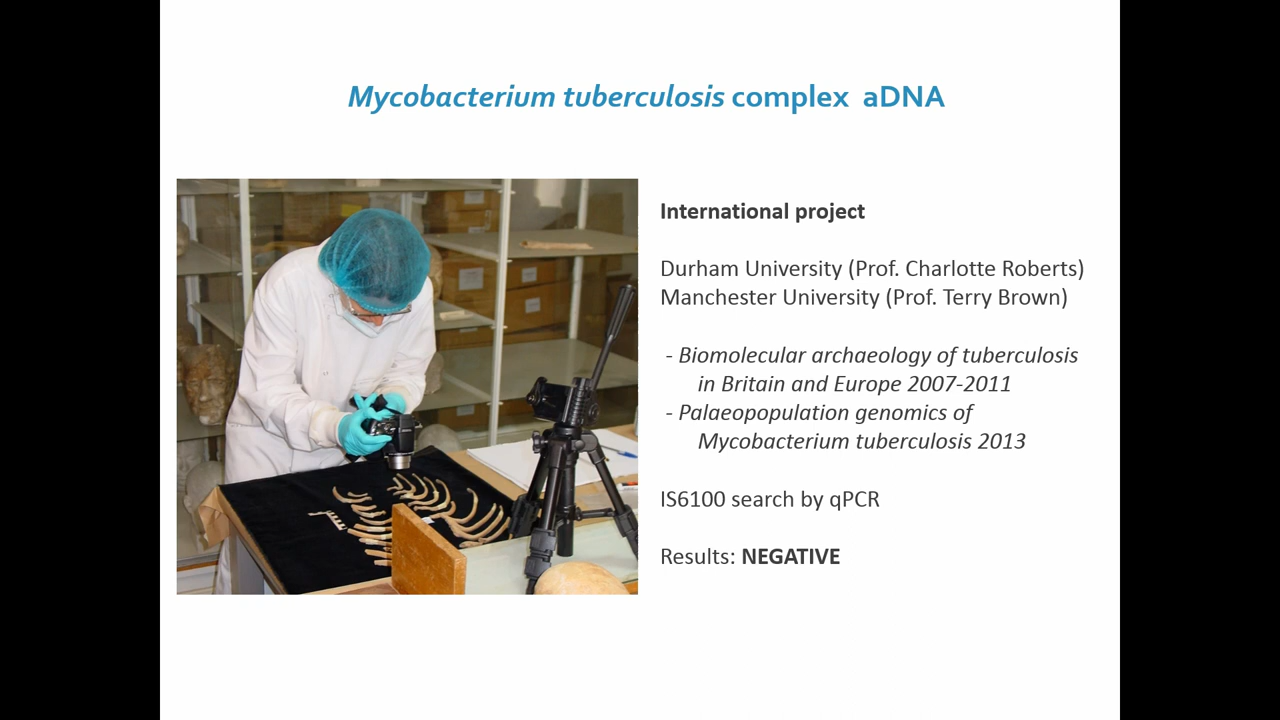 Mycobacterium tuberculosis complex aDNA
International project
Durham University (Prof. Charlotte Roberts)
Manchester University (Prof. Terry Brown)
- Biomolecular archaeology of tuberculosis
in Britain and Europe 2007-2011
- Palaeopopulation genomics of
Mycobacterium tuberculosis 2013
IS6100 search by qPCR
Results: NEGATIVE